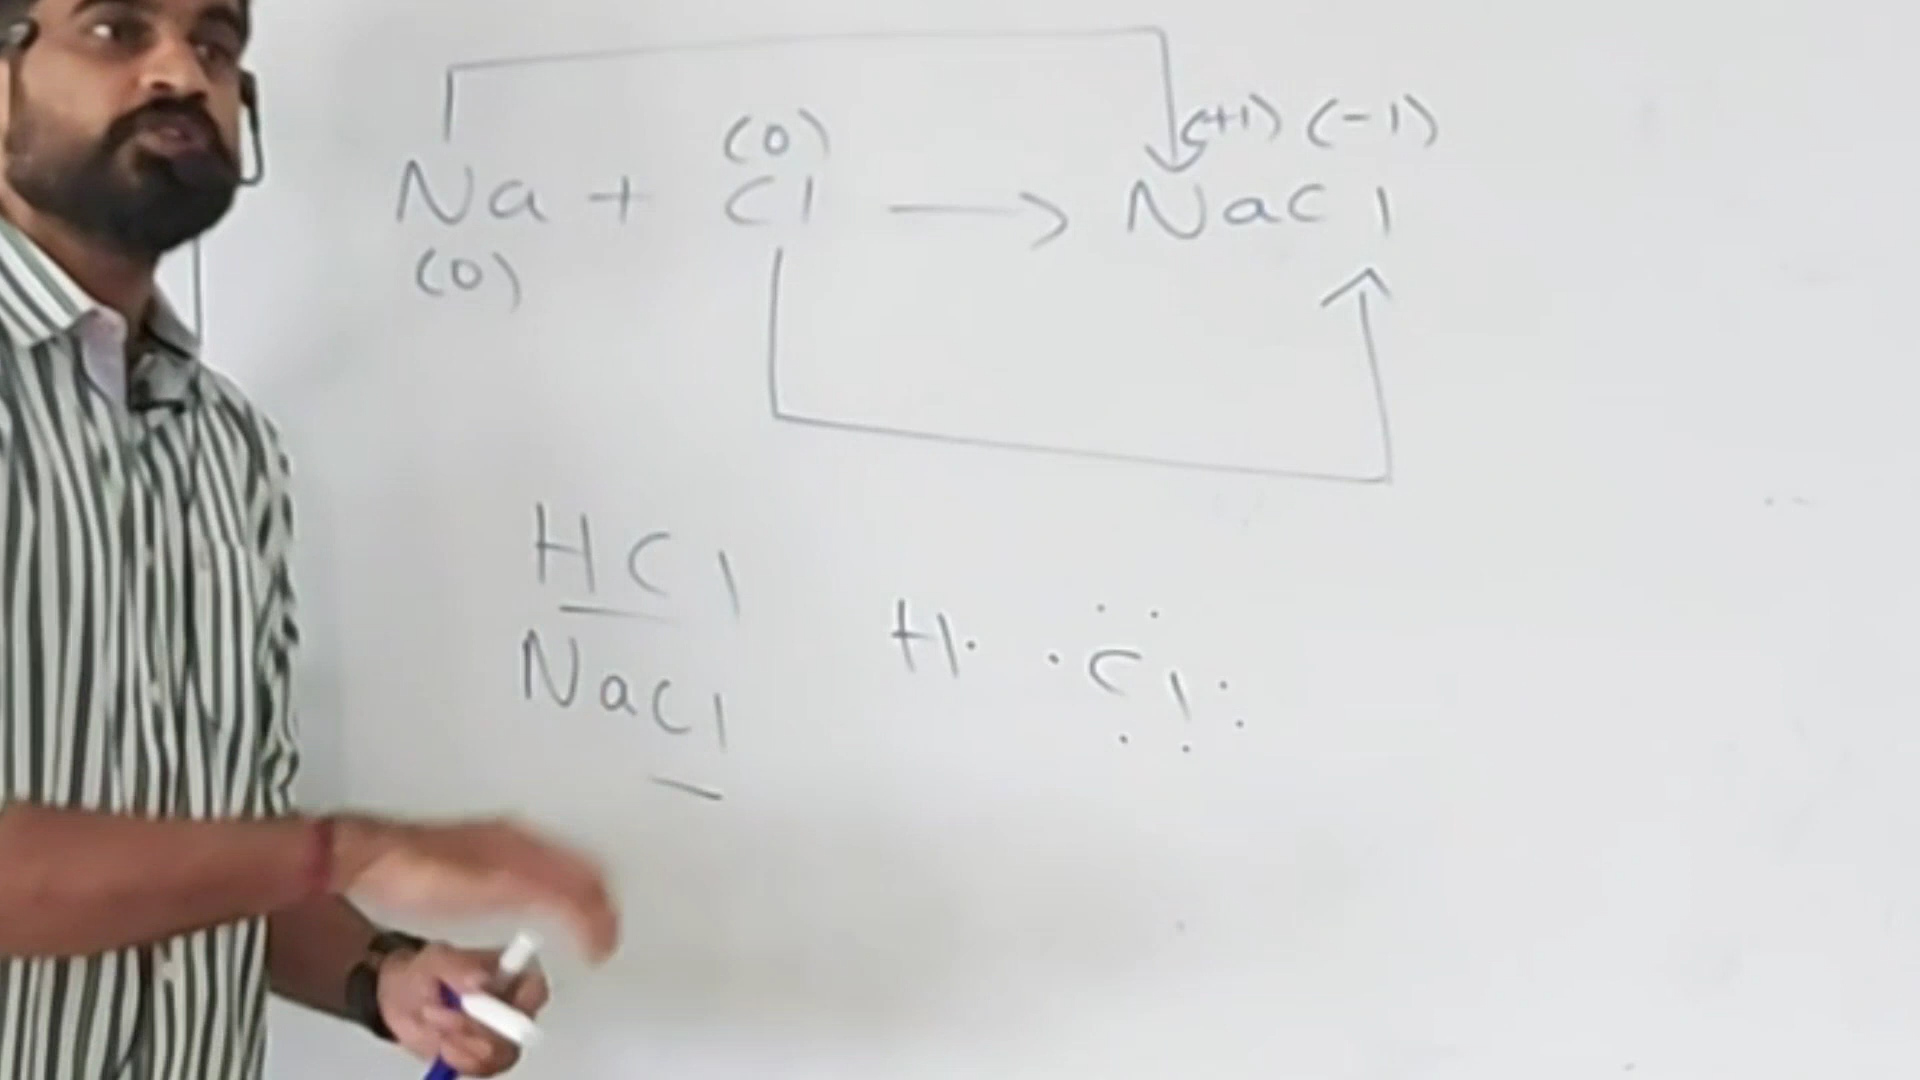 (0) (+1) (-1)
Na + Cl → NaCl
(0)
HCl
NaCl
H· ·Cl: